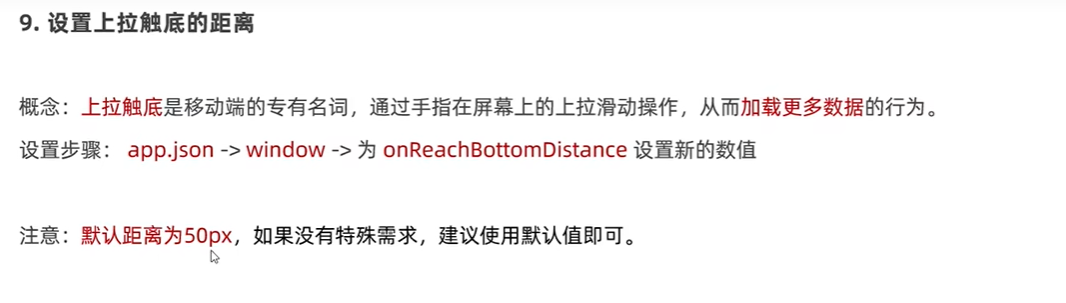 9. 设置上拉触底的距离
概念：上拉触底是移动端的专有名词，通过手指在屏幕上的上拉滑动操作，从而加载更多数据的行为。
设置步骤： app.json -> window -> 为 onReachBottomDistance 设置新的数值
注意：默认距离为50px，如果没有特殊需求，建议使用默认值即可。